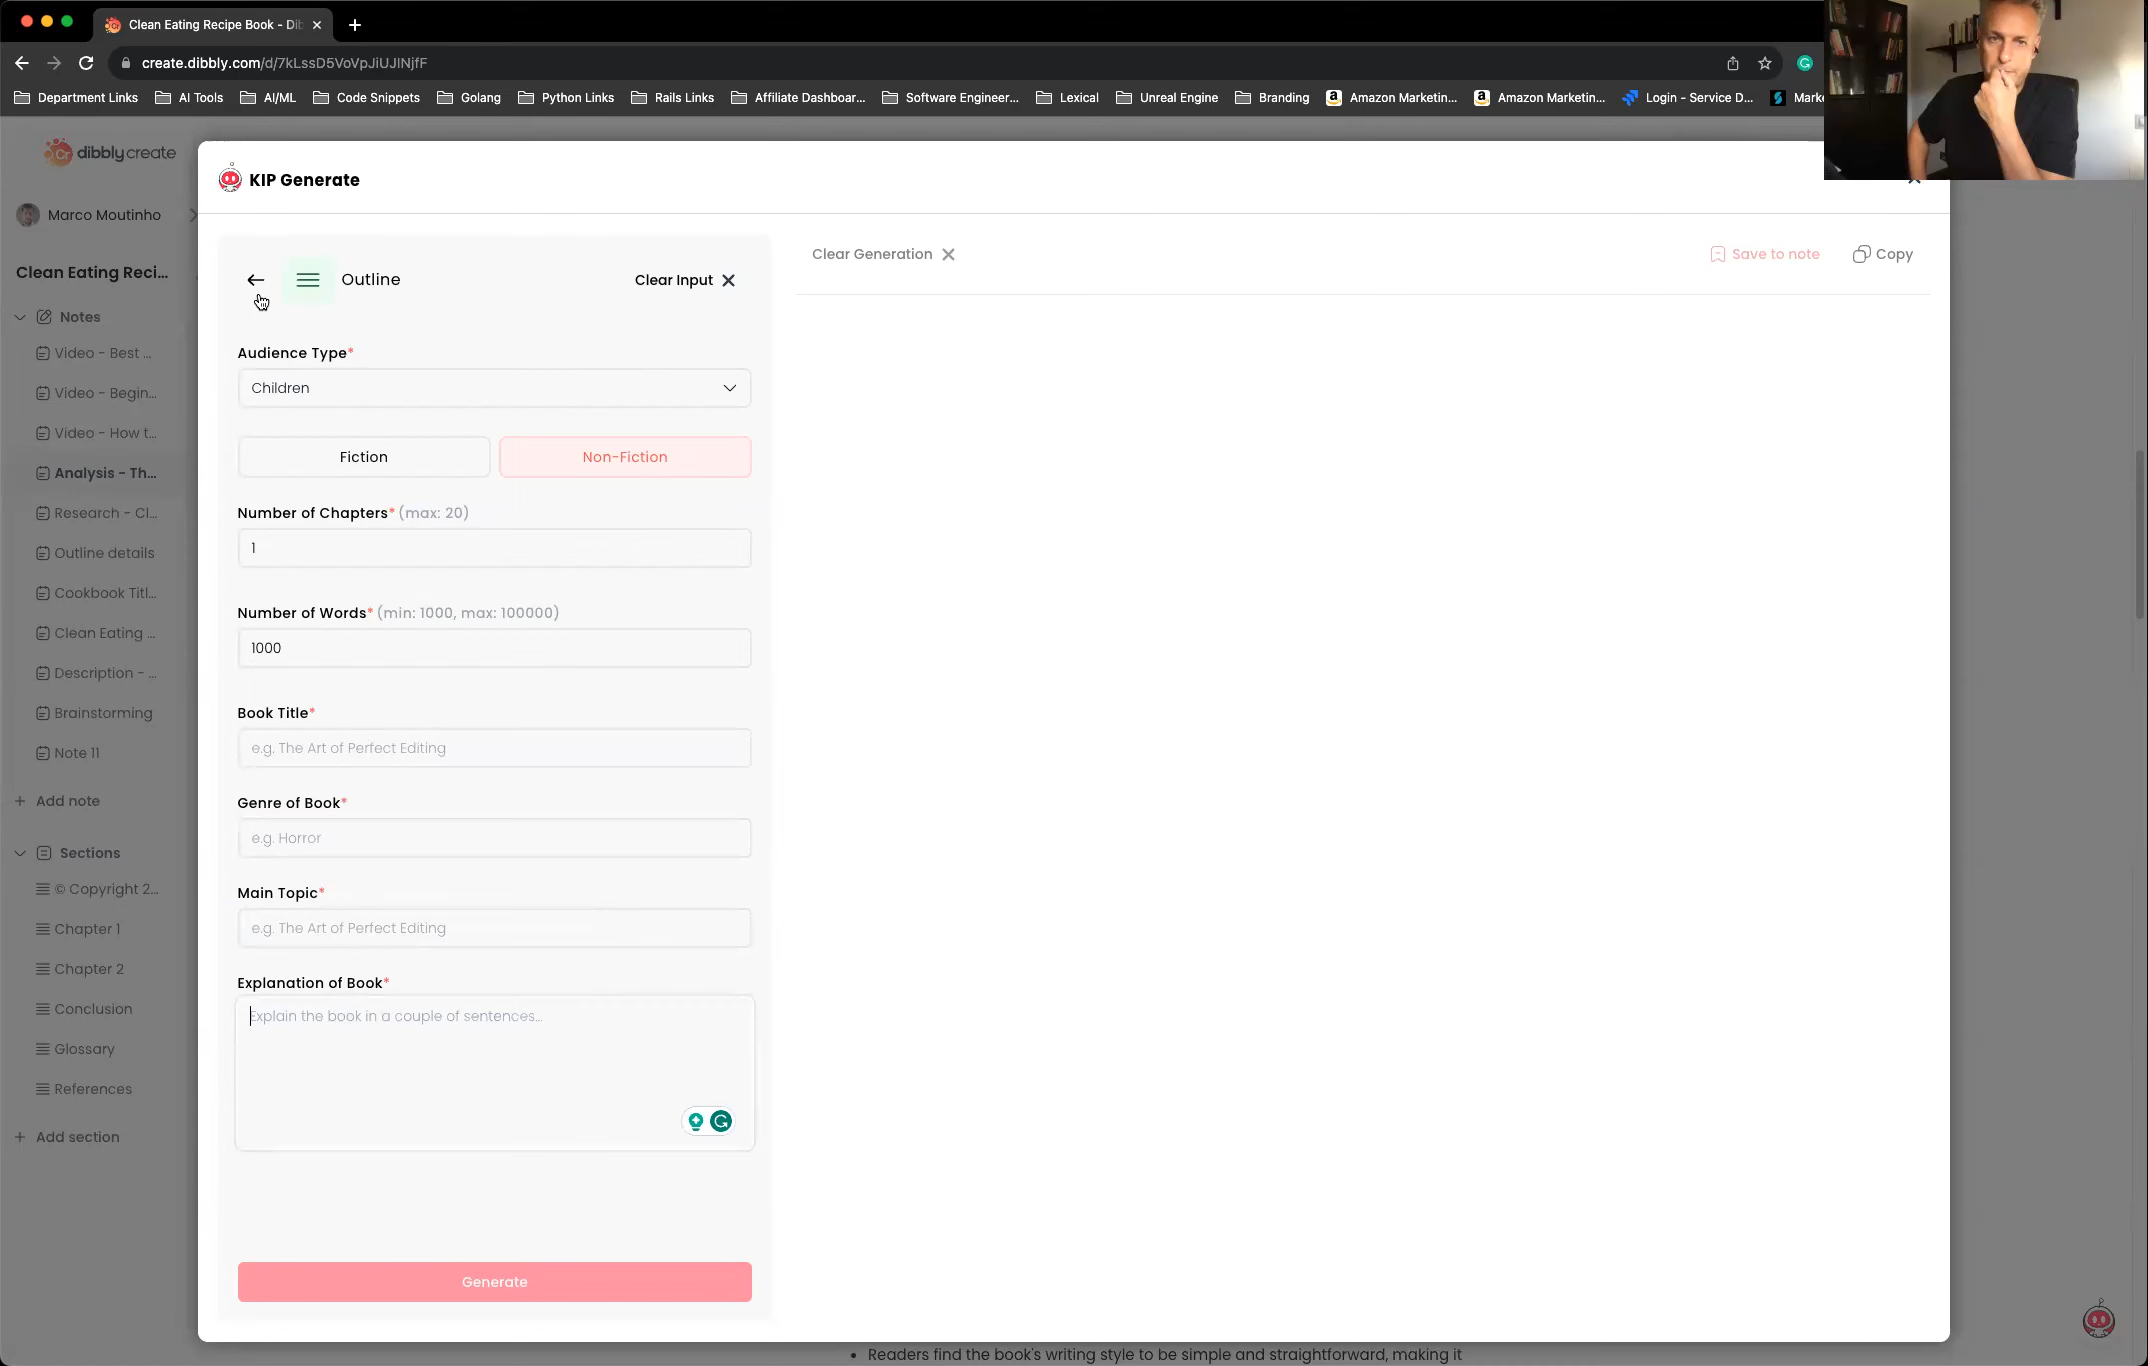 Clean Eating Recipe Book - Dib
create.dibbly.com/d/7kLssD5VoVpJiUJlNjfF
Department Links
AI Tools
AI/ML
Code Snippets
Golang
Python Links
Rails Links
Affiliate Dashboar...
Software Engineer...
Lexical
Unreal Engine
Branding
Amazon Marketin...
Amazon Marketin...
Login - Service D...
Marke
dibblycreate
KIP Generate
Marco Moutinho
Clean Eating Reci...
Notes
Video - Best ...
Video - Begin...
Video - How t...
Analysis - Th...
Research - Cl...
Outline details
Cookbook Titl...
Clean Eating ...
Description - ...
Brainstorming
Note 11
+ Add note
Sections
© Copyright 2...
Chapter 1
Chapter 2
Conclusion
Glossary
References
+ Add section
Outline
Clear Input
Audience Type*
Children
Fiction
Non-Fiction
Number of Chapters* (max: 20)
1
Number of Words* (min: 1000, max: 100000)
1000
Book Title*
e.g. The Art of Perfect Editing
Genre of Book*
e.g. Horror
Main Topic*
e.g. The Art of Perfect Editing
Explanation of Book*
Explain the book in a couple of sentences...
Generate
Clear Generation
Save to note
Copy
• Readers find the book's writing style to be simple and straightforward, making it